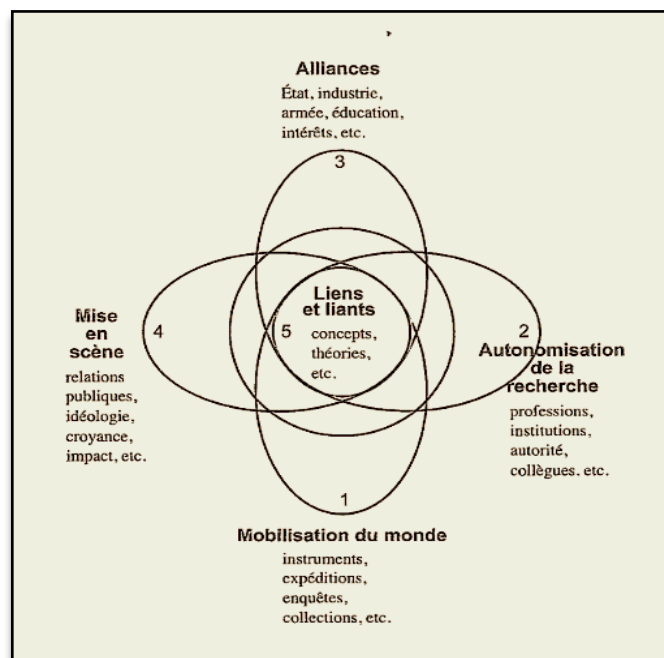 Alliances
État, industrie,
armée, éducation,
intérêts, etc.
3
Mise
en
scène
relations
publiques,
idéologie,
croyance,
impact, etc.
4
5
Liens
et liants
concepts,
théories,
etc.
2
Autonomisation
de la
recherche
professions,
institutions,
autorité,
collègues. etc.
1
Mobilisation du monde
instruments,
expéditions,
enquêtes,
collections, etc.